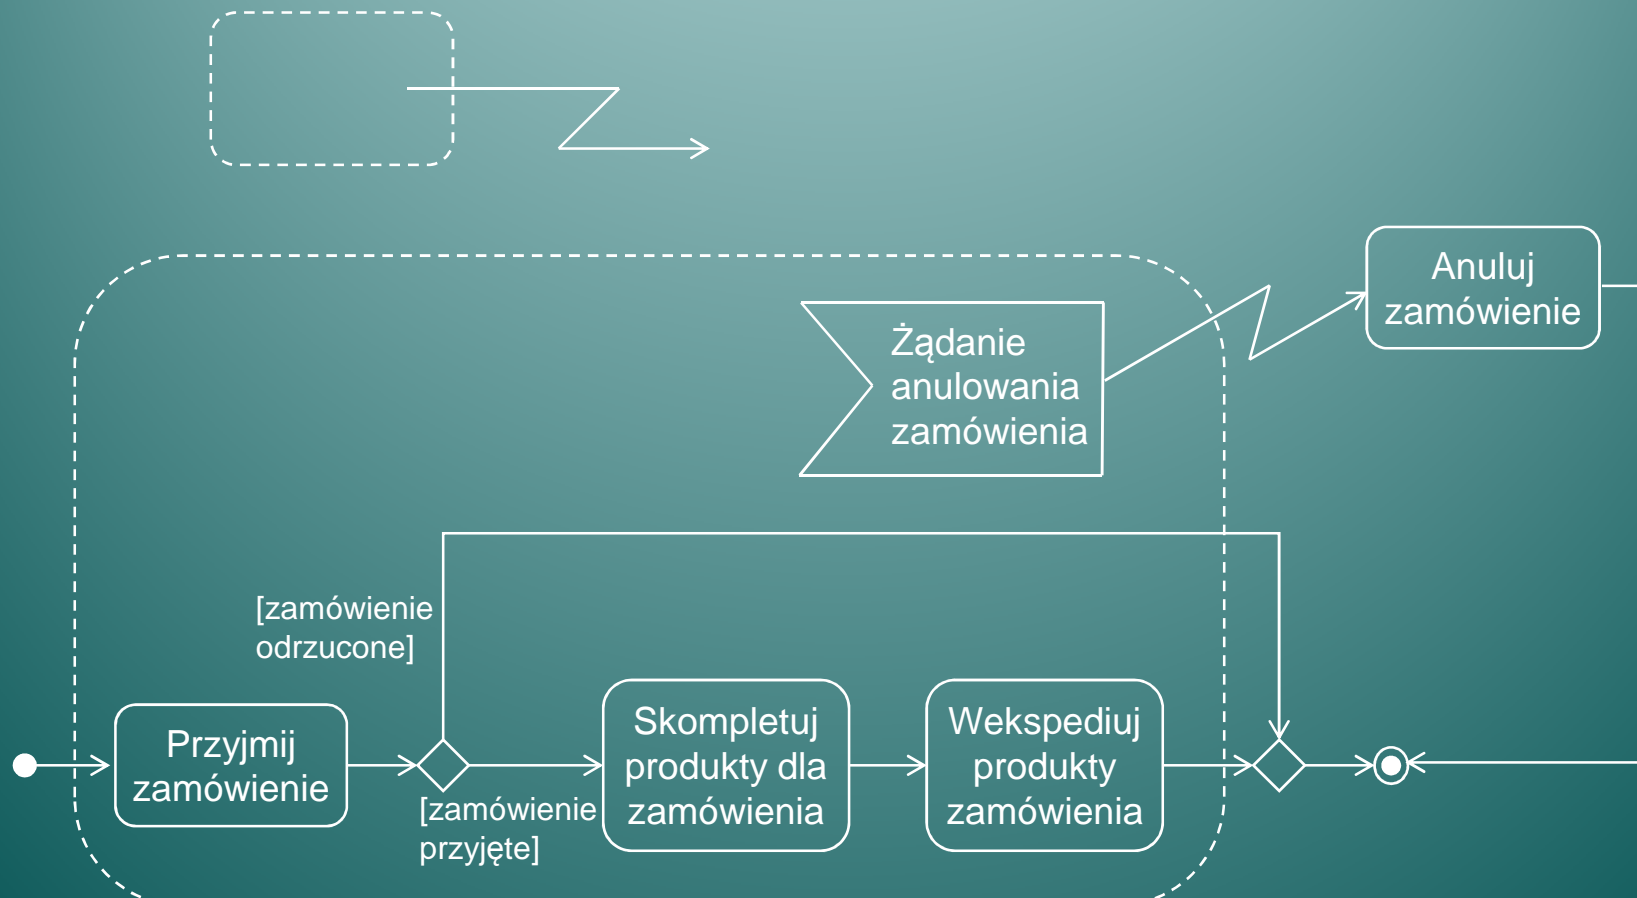 Anuluj
zamówienie
Żądanie
anulowania
zamówienia
[zamówienie
odrzucone]
Przyjmij
zamówienie
[zamówienie
przyjęte]
Skompletuj
produkty dla
zamówienia
Wekspediuj
produkty
zamówienia